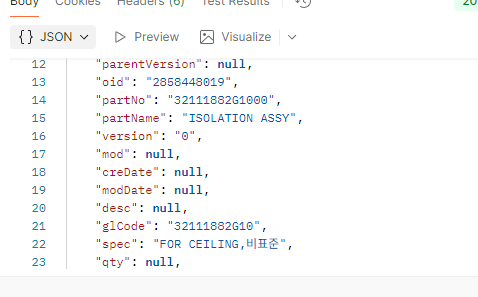 Body Cookies Headers (6) Test Results 20
{} JSON Preview Visualize
12 "parentVersion": null,
13 "oid": "2858448019",
14 "partNo": "32111882G1000",
15 "partName": "ISOLATION ASSY",
16 "version": "0",
17 "mod": null,
18 "creDate": null,
19 "modDate": null,
20 "desc": null,
21 "glCode": "32111882G10",
22 "spec": "FOR CEILING,비표준",
23 "qty": null,